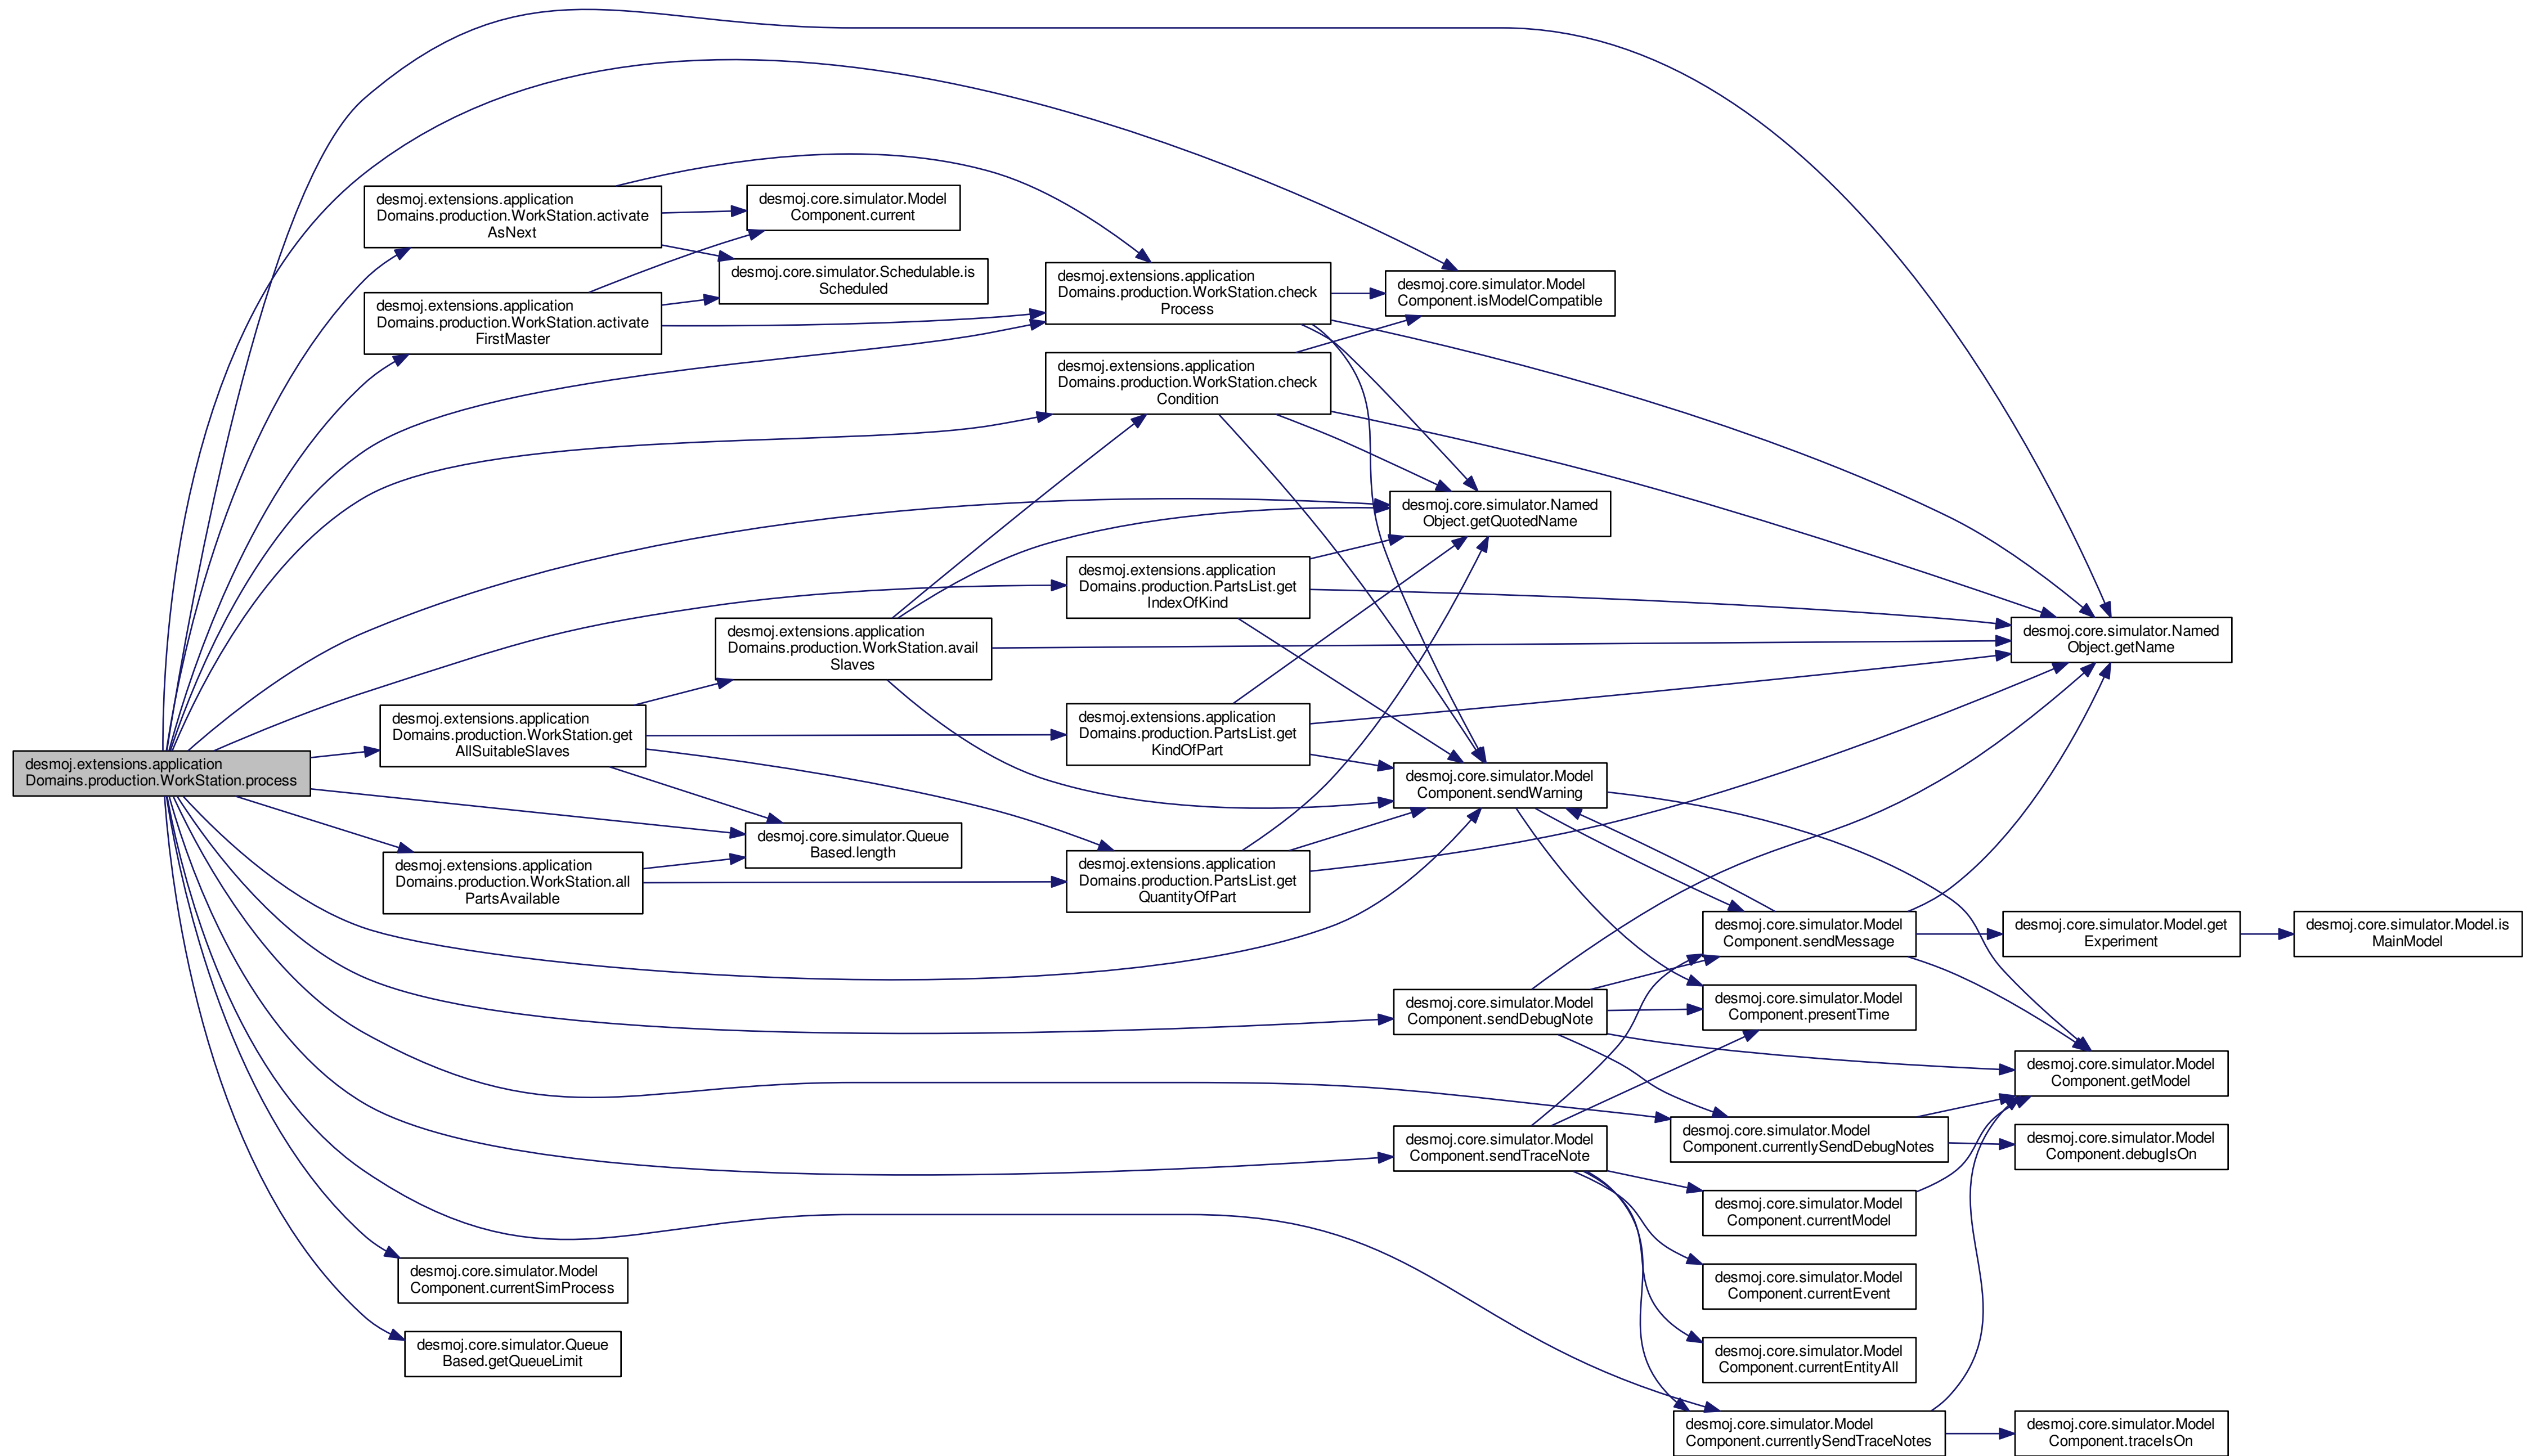 desmoj.extensions.application
Domains.production.WorkStation.process
desmoj.extensions.application
Domains.production.WorkStation.activate
AsNext
desmoj.extensions.application
Domains.production.WorkStation.activate
FirstMaster
desmoj.extensions.application
Domains.production.WorkStation.get
AllSuitableSlaves
desmoj.extensions.application
Domains.production.WorkStation.all
PartsAvailable
desmoj.core.simulator.Model
Component.currentSimProcess
desmoj.core.simulator.Queue
Based.getQueueLimit
desmoj.core.simulator.Model
Component.current
desmoj.core.simulator.Schedulable.is
Scheduled
desmoj.extensions.application
Domains.production.WorkStation.avail
Slaves
desmoj.core.simulator.Queue
Based.length
desmoj.extensions.application
Domains.production.WorkStation.check
Process
desmoj.extensions.application
Domains.production.WorkStation.check
Condition
desmoj.extensions.application
Domains.production.PartsList.get
IndexOfKind
desmoj.extensions.application
Domains.production.PartsList.get
KindOfPart
desmoj.extensions.application
Domains.production.PartsList.get
QuantityOfPart
desmoj.core.simulator.Model
Component.isModelCompatible
desmoj.core.simulator.Named
Object.getQuotedName
desmoj.core.simulator.Model
Component.sendWarning
desmoj.core.simulator.Model
Component.sendDebugNote
desmoj.core.simulator.Model
Component.sendTraceNote
desmoj.core.simulator.Model
Component.sendMessage
desmoj.core.simulator.Model
Component.presentTime
desmoj.core.simulator.Model
Component.currentlySendDebugNotes
desmoj.core.simulator.Model
Component.currentModel
desmoj.core.simulator.Model
Component.currentEvent
desmoj.core.simulator.Model
Component.currentEntityAll
desmoj.core.simulator.Model
Component.currentlySendTraceNotes
desmoj.core.simulator.Named
Object.getName
desmoj.core.simulator.Model.get
Experiment
desmoj.core.simulator.Model
Component.getModel
desmoj.core.simulator.Model
Component.debugIsOn
desmoj.core.simulator.Model
Component.traceIsOn
desmoj.core.simulator.Model.is
MainModel